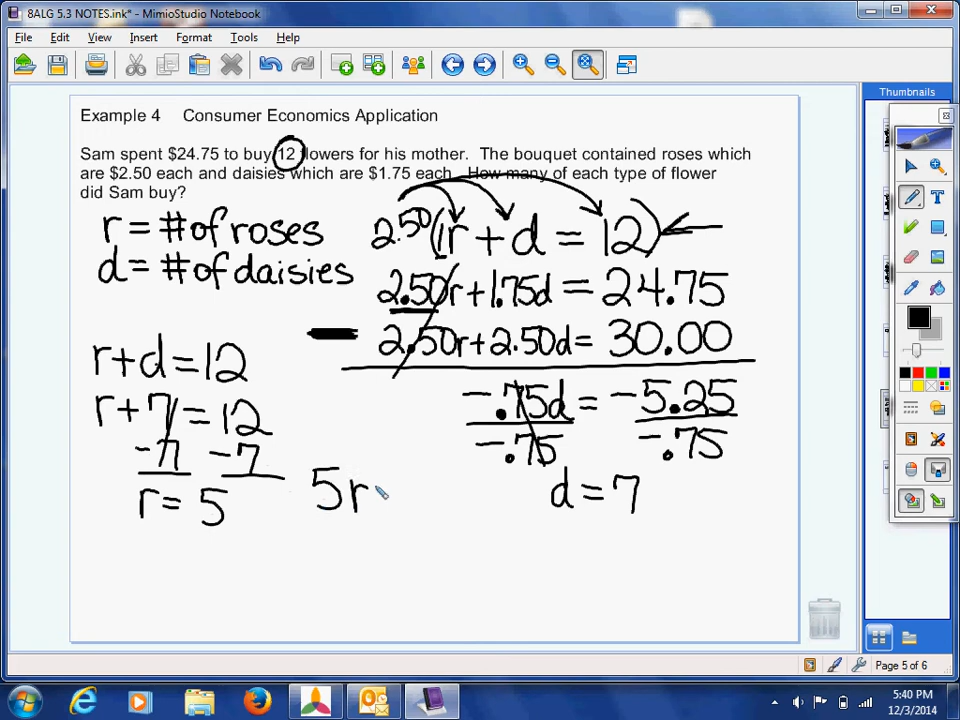 8ALG 5.3 NOTES.ink* - MimioStudio Notebook
File Edit View Insert Format Tools Help
Thumbnails
Example 4 Consumer Economics Application
Sam spent $24.75 to buy 12 flowers for his mother. The bouquet contained roses which
are $2.50 each and daisies which are $1.75 each. How many of each type of flower
did Sam buy?
r = # of roses
d = # of daisies
2.50(1r + d = 12)
2.50r + 1.75d = 24.75
2.50r + 2.50d = 30.00
-.75d = -5.25
-.75 -.75
d = 7
r + d = 12
r + 7 = 12
-7 -7
r = 5
5r
Page 5 of 6
5:40 PM
12/3/2014